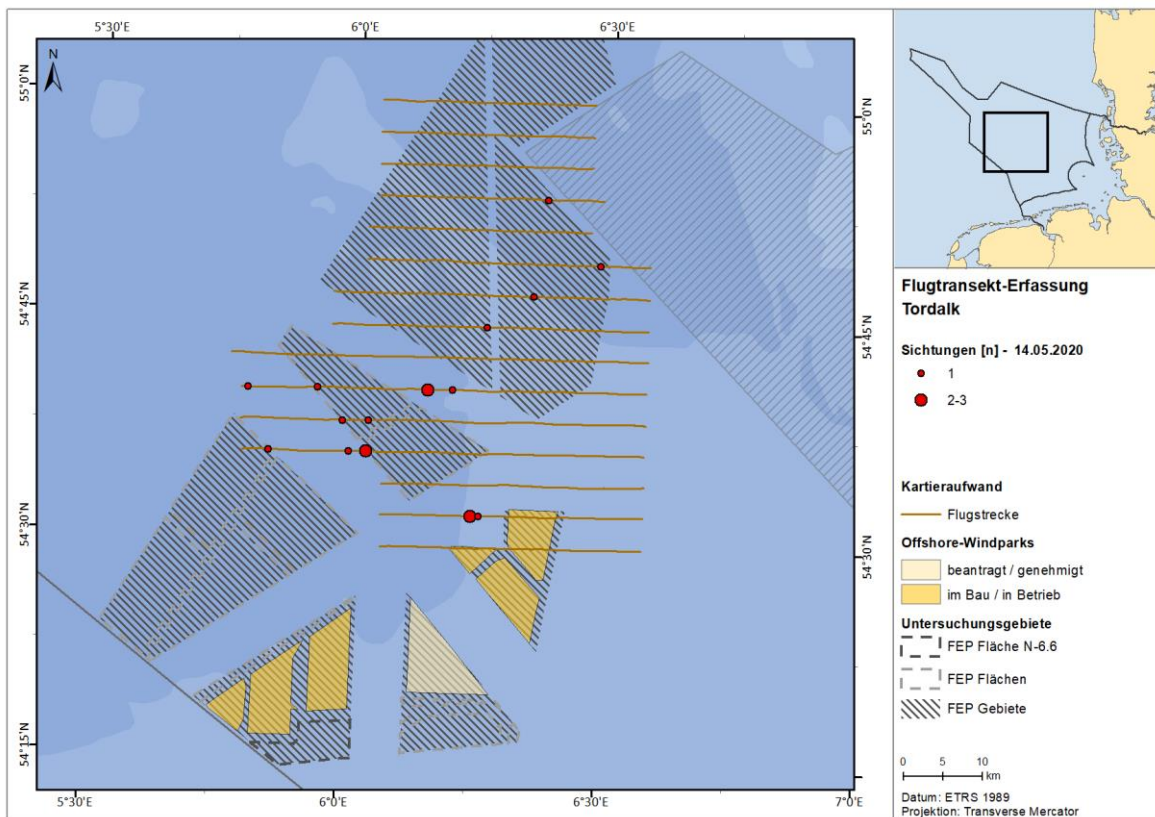 5°30'E
6°0'E
6°30'E
N
55°0'N
54°45'N
54°30'N
54°15'N
55°0'N
54°45'N
54°30'N
5°30'E
6°0'E
6°30'E
7°0'E
Flugtransekt-Erfassung
Tordalk
Sichtungen [n] - 14.05.2020
1
2-3
Kartieraufwand
Flugstrecke
Offshore-Windparks
beantragt / genehmigt
im Bau / in Betrieb
Untersuchungsgebiete
FEP Fläche N-6.6
FEP Flächen
FEP Gebiete
0 5 10
km
Datum: ETRS 1989
Projektion: Transverse Mercator